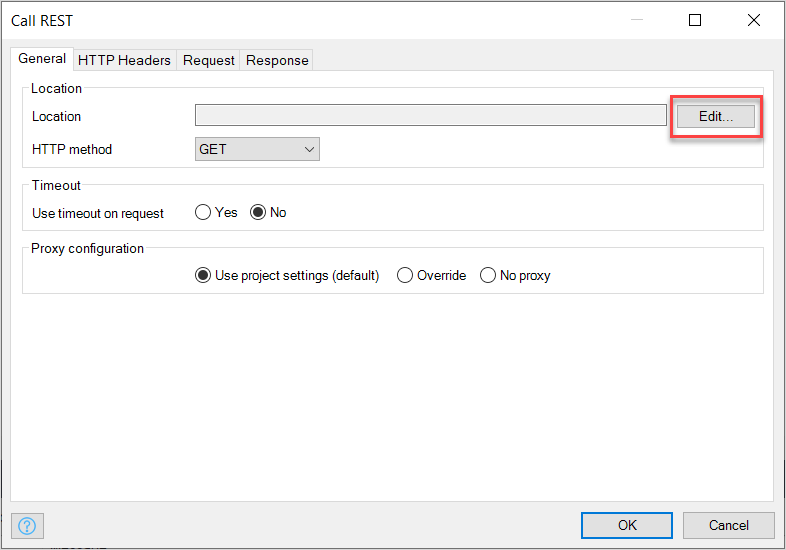 Call REST
General HTTP Headers Request Response
Location
Location Edit...
HTTP method GET
Timeout
Use timeout on request Yes No
Proxy configuration
Use project settings (default) Override No proxy
? OK Cancel